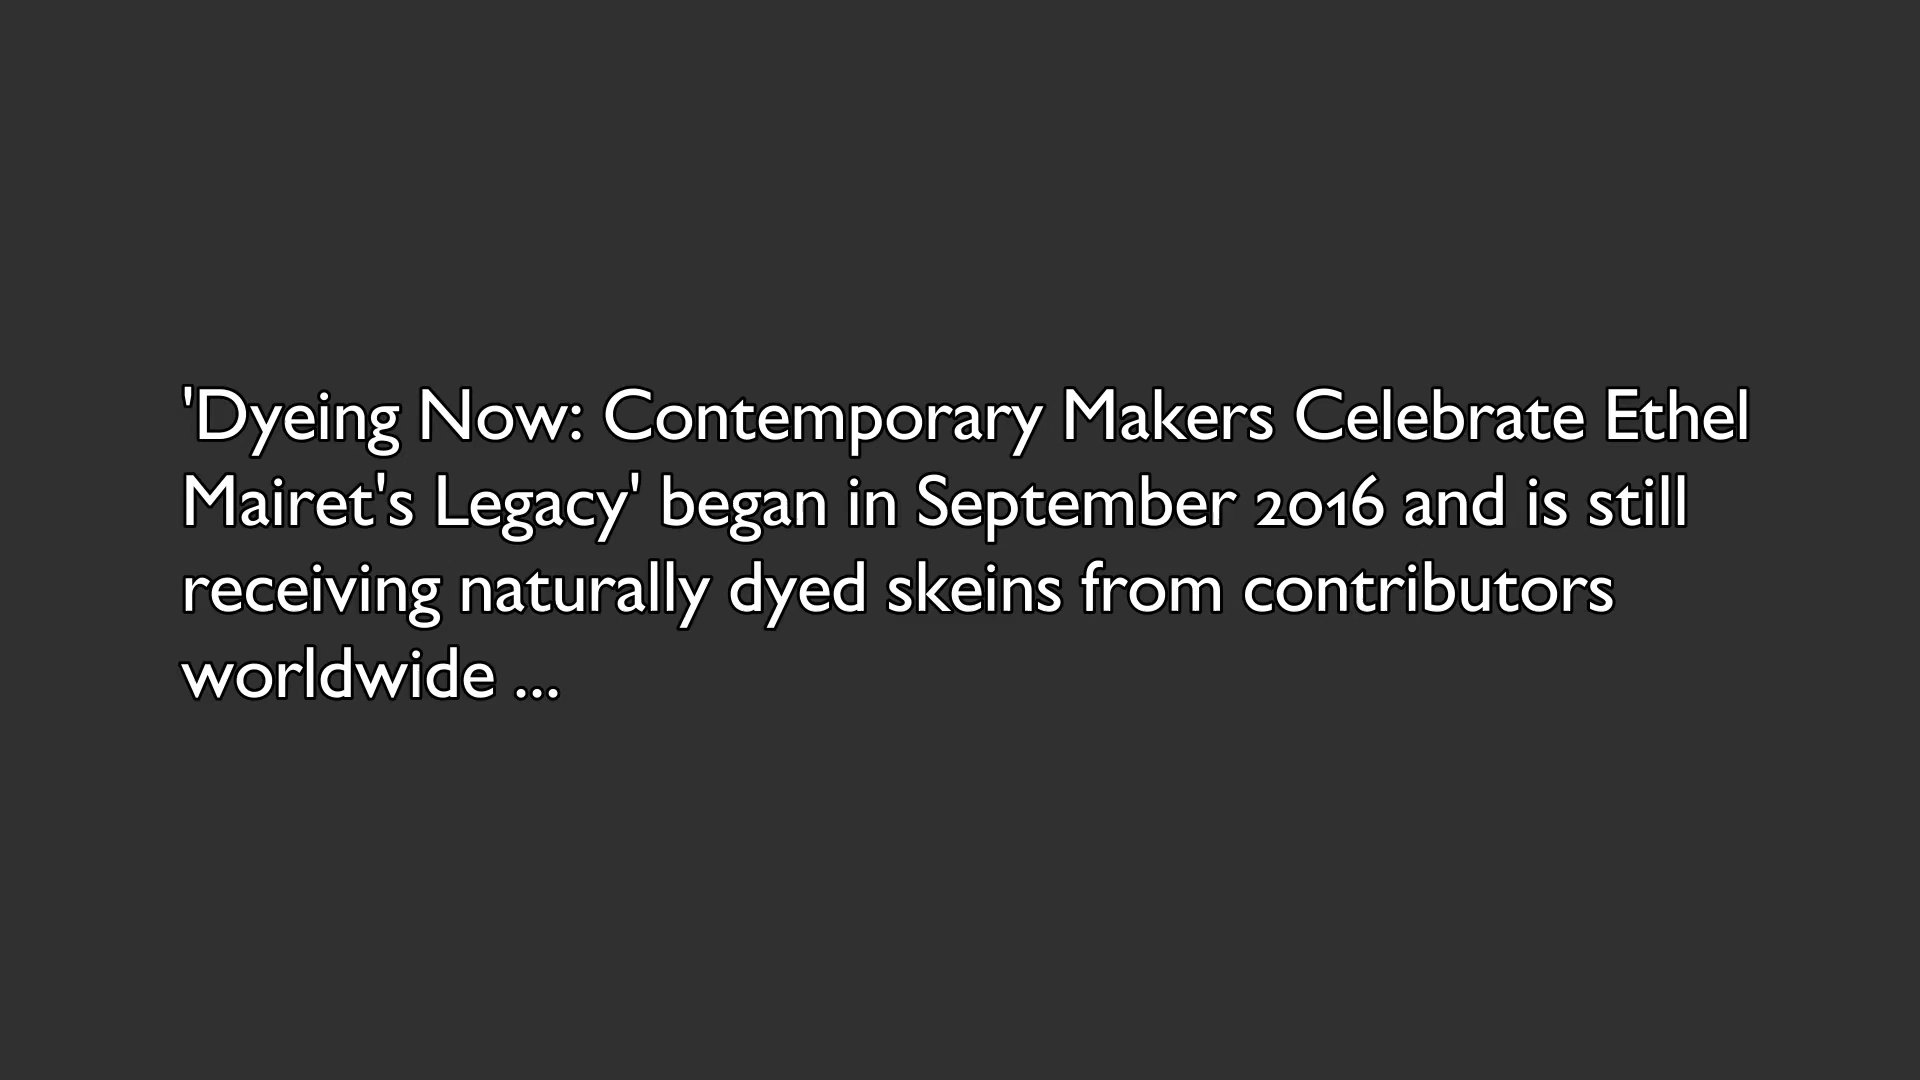 'Dyeing Now: Contemporary Makers Celebrate Ethel
Mairet's Legacy' began in September 2016 and is still
receiving naturally dyed skeins from contributors
worldwide ...